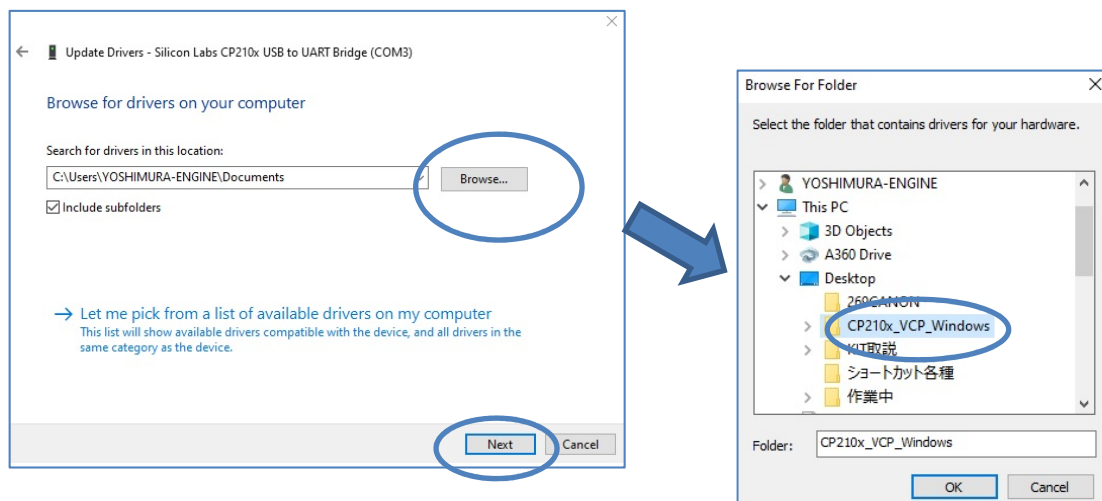 Update Drivers - Silicon Labs CP210x USB to UART Bridge (COM3)
Browse for drivers on your computer
Search for drivers in this location:
C:\Users\YOSHIMURA-ENGINE\Documents
Browse...
Include subfolders
Let me pick from a list of available drivers on my computer
This list will show available drivers compatible with the device, and all drivers in the
same category as the device.
Next
Cancel
Browse For Folder
Select the folder that contains drivers for your hardware.
YOSHIMURA-ENGINE
This PC
3D Objects
A360 Drive
Desktop
269CANON
CP210x_VCP_Windows
KIT取説
ショートカット各種
作業中
Folder:
CP210x_VCP_Windows
OK
Cancel